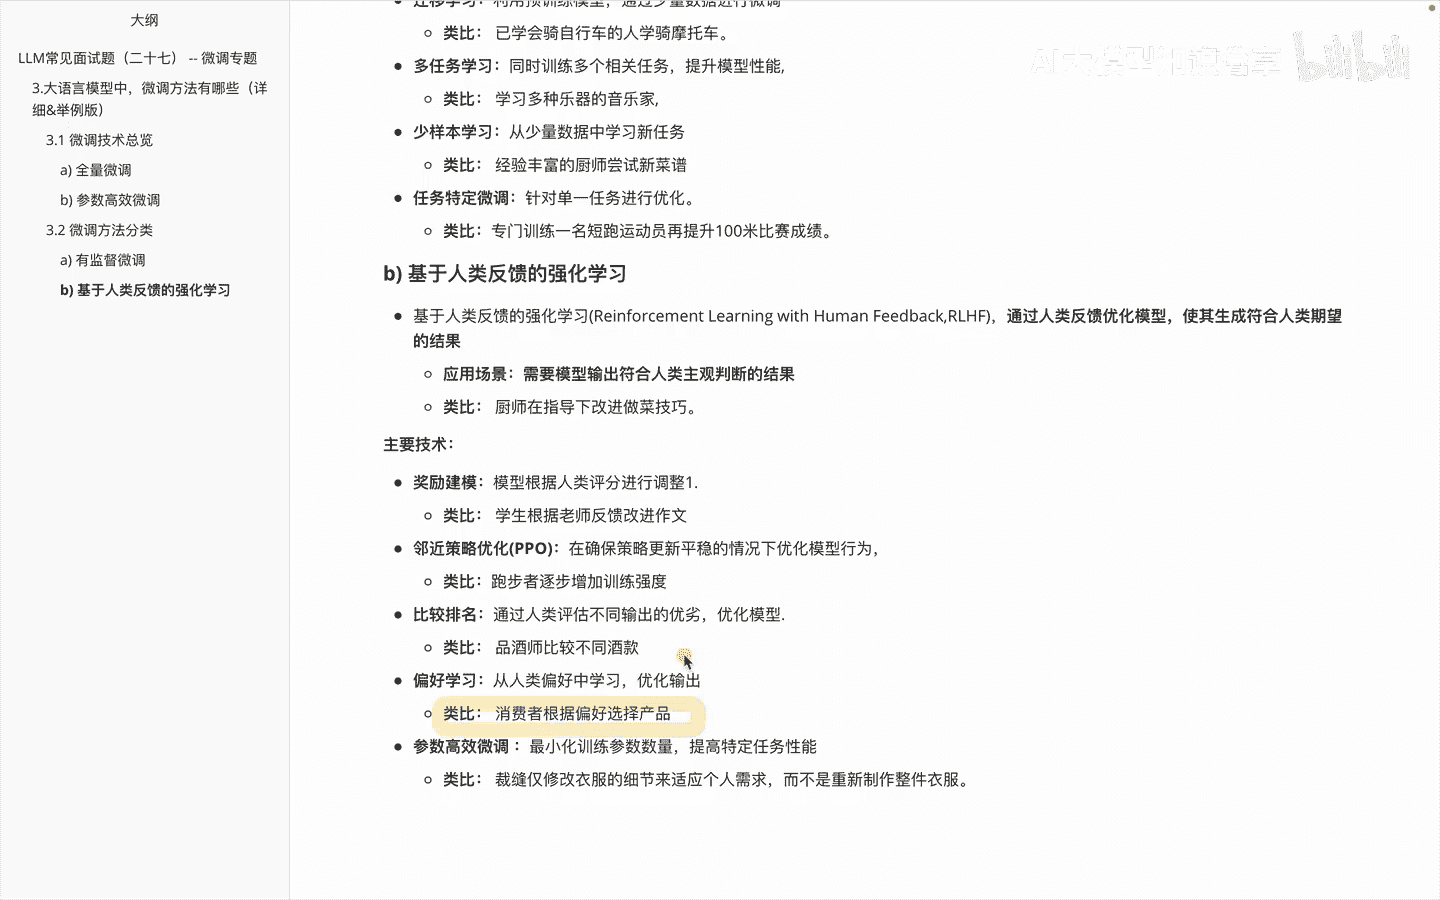 大纲
LLM常见面试题（二十七） -- 微调专题
3.大语言模型中，微调方法有哪些（详
细&举例版）
3.1 微调技术总览
a) 全量微调
b) 参数高效微调
3.2 微调方法分类
a) 有监督微调
b) 基于人类反馈的强化学习
迁移学习：利用预训练模型，通过少量数据进行微调
类比： 已学会骑自行车的人学骑摩托车。
多任务学习：同时训练多个相关任务，提升模型性能,
类比： 学习多种乐器的音乐家,
少样本学习：从少量数据中学习新任务
类比： 经验丰富的厨师尝试新菜谱
任务特定微调：针对单一任务进行优化。
类比：专门训练一名短跑运动员再提升100米比赛成绩。
b) 基于人类反馈的强化学习
基于人类反馈的强化学习(Reinforcement Learning with Human Feedback,RLHF)，通过人类反馈优化模型，使其生成符合人类期望
的结果
应用场景：需要模型输出符合人类主观判断的结果
类比： 厨师在指导下改进做菜技巧。
主要技术：
奖励建模：模型根据人类评分进行调整1.
类比： 学生根据老师反馈改进作文
邻近策略优化(PPO)：在确保策略更新平稳的情况下优化模型行为，
类比：跑步者逐步增加训练强度
比较排名：通过人类评估不同输出的优劣，优化模型.
类比： 品酒师比较不同酒款
偏好学习：从人类偏好中学习，优化输出
类比： 消费者根据偏好选择产品
参数高效微调 ：最小化训练参数数量，提高特定任务性能
类比： 裁缝仅修改衣服的细节来适应个人需求，而不是重新制作整件衣服。
bilibili